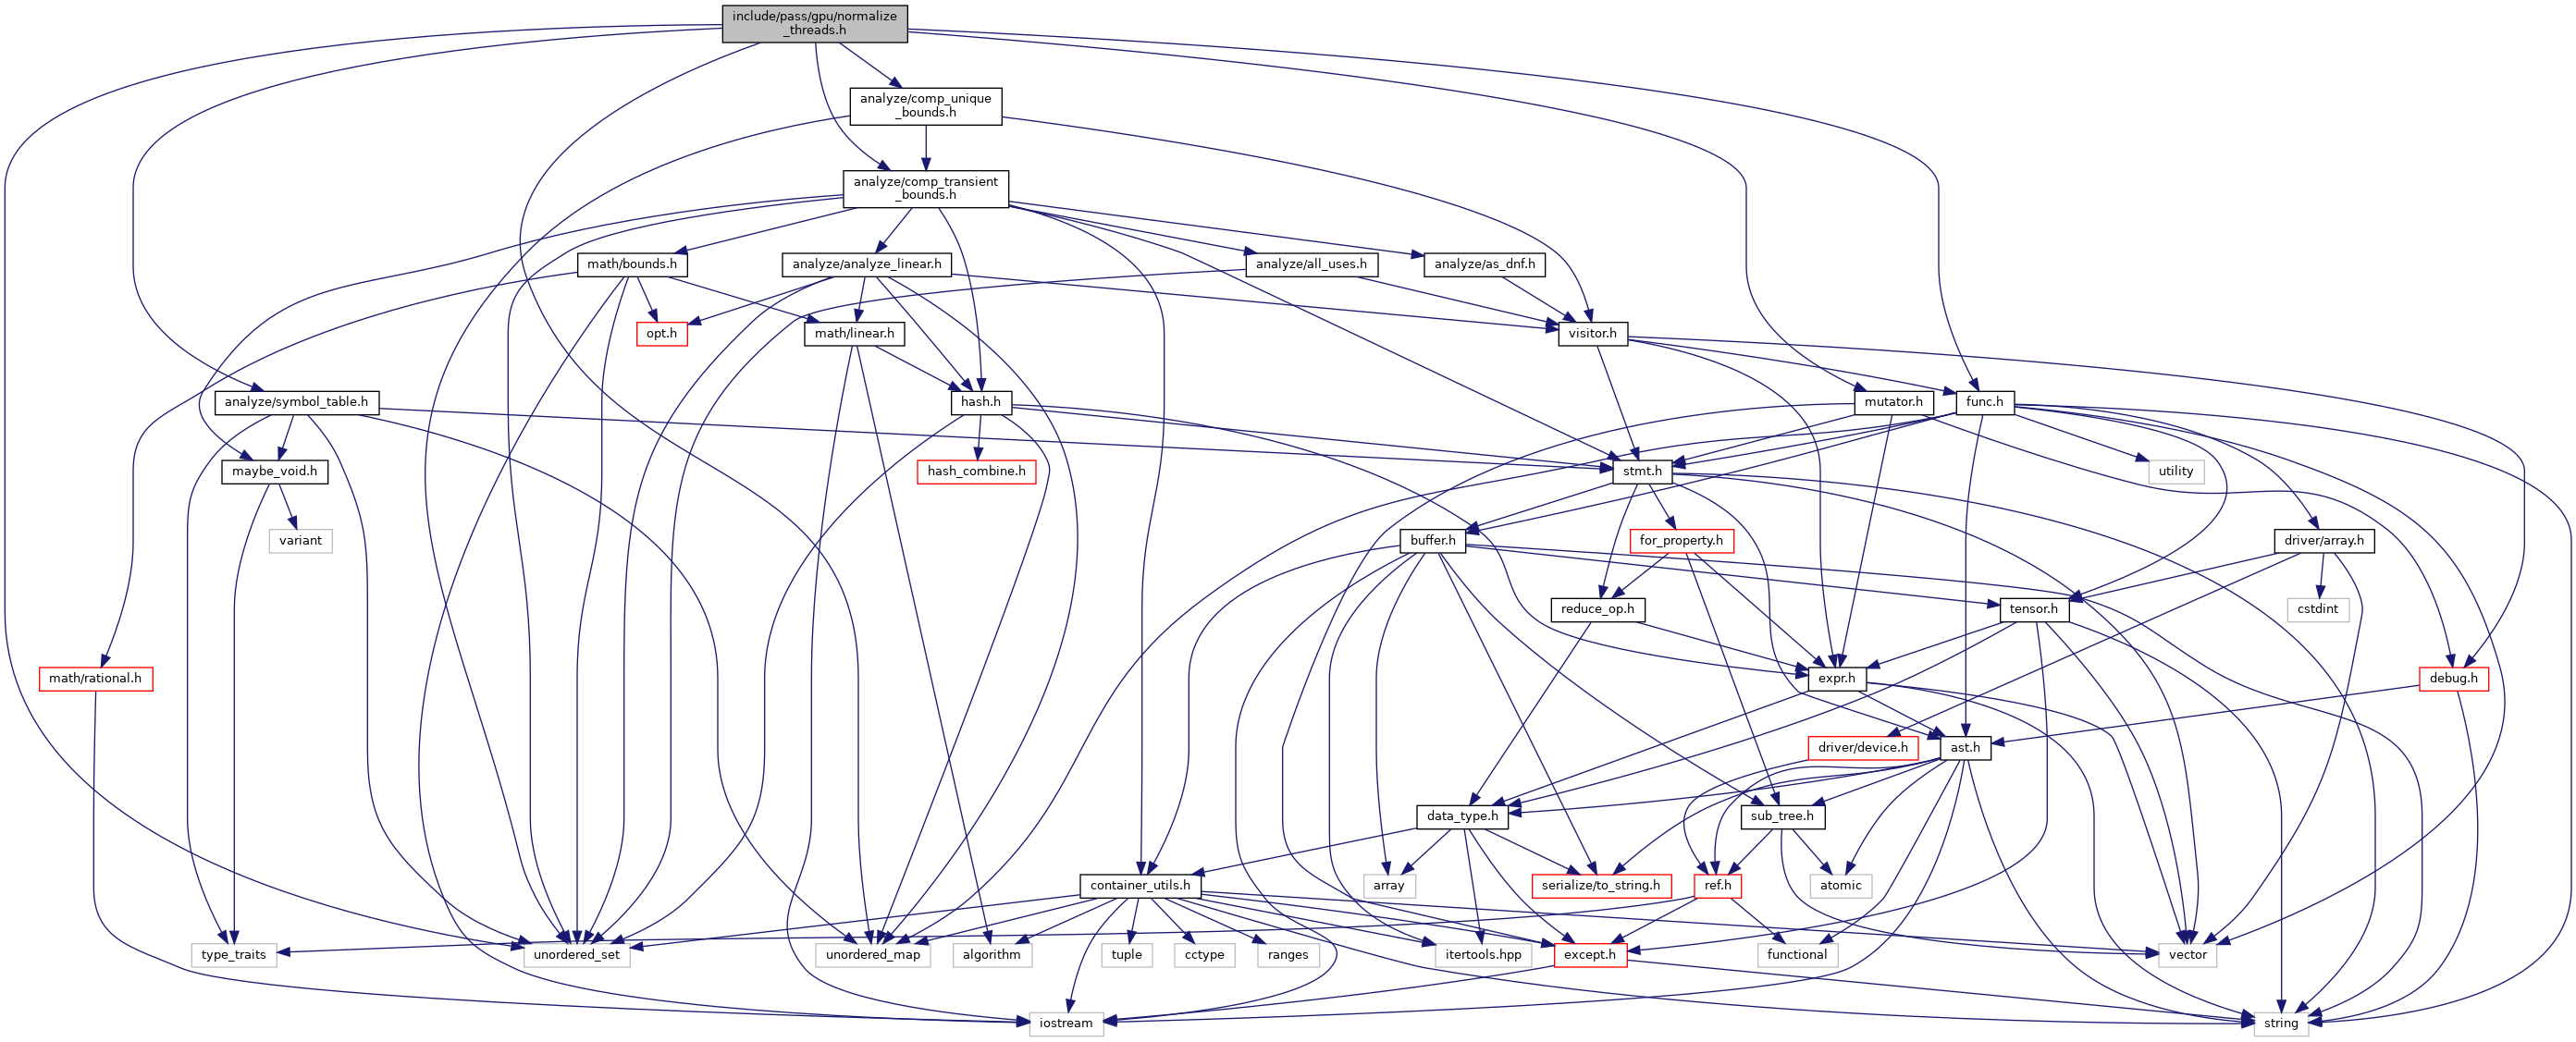 include/pass/gpu/normalize
_threads.h
analyze/comp_unique
_bounds.h
analyze/comp_transient
_bounds.h
math/bounds.h
analyze/analyze_linear.h
analyze/all_uses.h
analyze/as_dnf.h
opt.h
math/linear.h
visitor.h
analyze/symbol_table.h
hash.h
mutator.h
func.h
maybe_void.h
hash_combine.h
stmt.h
utility
variant
buffer.h
for_property.h
driver/array.h
reduce_op.h
tensor.h
cstdint
math/rational.h
expr.h
debug.h
driver/device.h
ast.h
data_type.h
sub_tree.h
container_utils.h
array
serialize/to_string.h
ref.h
atomic
type_traits
unordered_set
unordered_map
algorithm
tuple
cctype
ranges
itertools.hpp
except.h
functional
vector
iostream
string